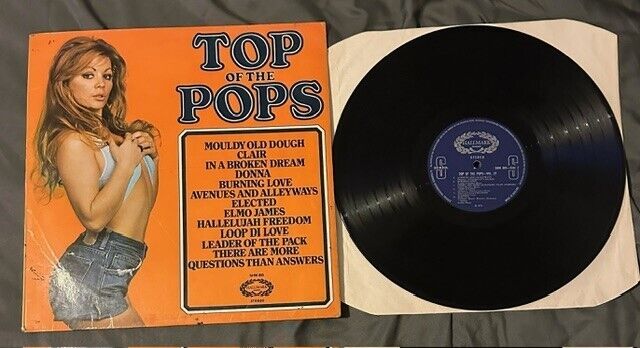 TOP
OF THE
POPS
MOULDY OLD DOUGH
CLAIR
IN A BROKEN DREAM
DONNA
BURNING LOVE
AVENUES AND ALLEYWAYS
ELECTED
ELMO JAMES
HALLELUJAH FREEDOM
LOOP DI LOVE
LEADER OF THE PACK
THERE ARE MORE
QUESTIONS THAN ANSWERS
HALLMARK
STEREO
HALLMARK
STEREO
S S
TOP OF THE POPS—VOL. 27